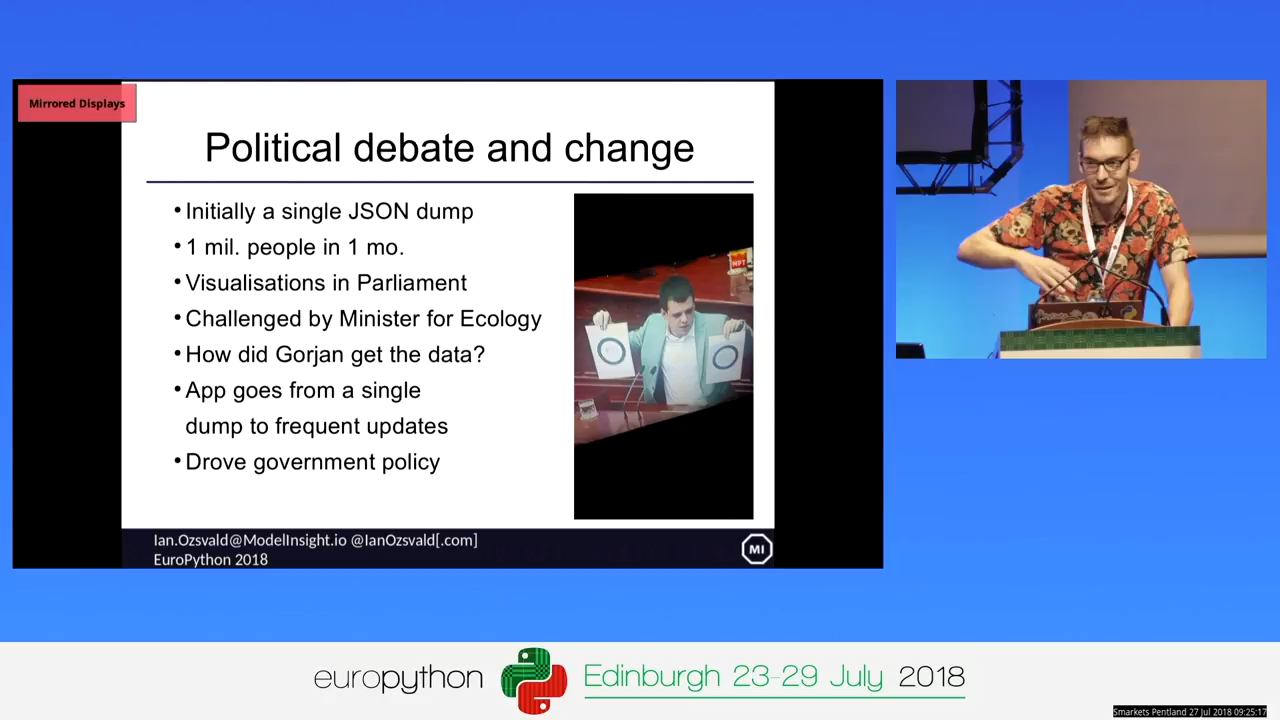 Mirrored Displays
Political debate and change
•Initially a single JSON dump
•1 mil. people in 1 mo.
•Visualisations in Parliament
•Challenged by Minister for Ecology
•How did Gorjan get the data?
•App goes from a single
dump to frequent updates
•Drove government policy
МРТ
Ian.Ozsvald@ModelInsight.io @IanOzsvald[.com]
EuroPython 2018
MI
europython
Edinburgh 23-29 July 2018
Smarkets Pentland 27 Jul 2018 09:25:17